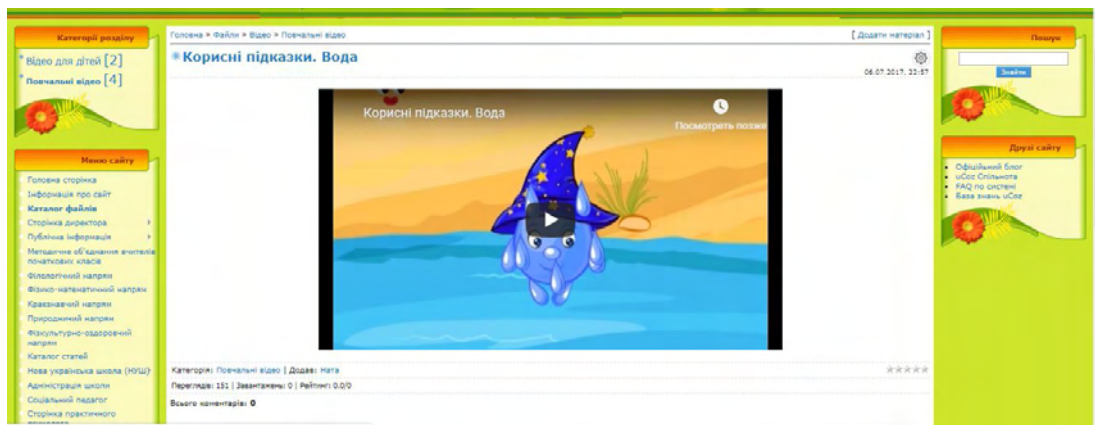 Категорії розділу
Відео для дітей [2]
Повчальні відео [4]
Меню сайту
Головна сторінка
Інформація про сайт
Каталог файлів
Сторінка директора
Публічна інформація
Методичне об'єднання вчителів
початкових класів
Філологічний напрям
Фізико-математичний напрям
Краєзнавчий напрям
Природничий напрям
Фізкультурно-оздоровчий
напрям
Каталог статей
Нова українська школа (НУШ)
Адміністрація школи
Соціальний педагог
Сторінка практичного
Головна » Файли » Відео » Повчальні відео
[ Додати матеріал ]
Корисні підказки. Вода
06.07.2017, 22:57
Корисні підказки. Вода
Посмотреть позже
Категорія: Повчальні відео | Додав: Ната
Переглядів: 151 | Завантажень: 0 | Рейтинг: 0.0/0
Всього коментарів: 0
Пошук
Знайти
Друзі сайту
Офіційний блог
uCoz Спільнота
FAQ по системі
База знань uCoz